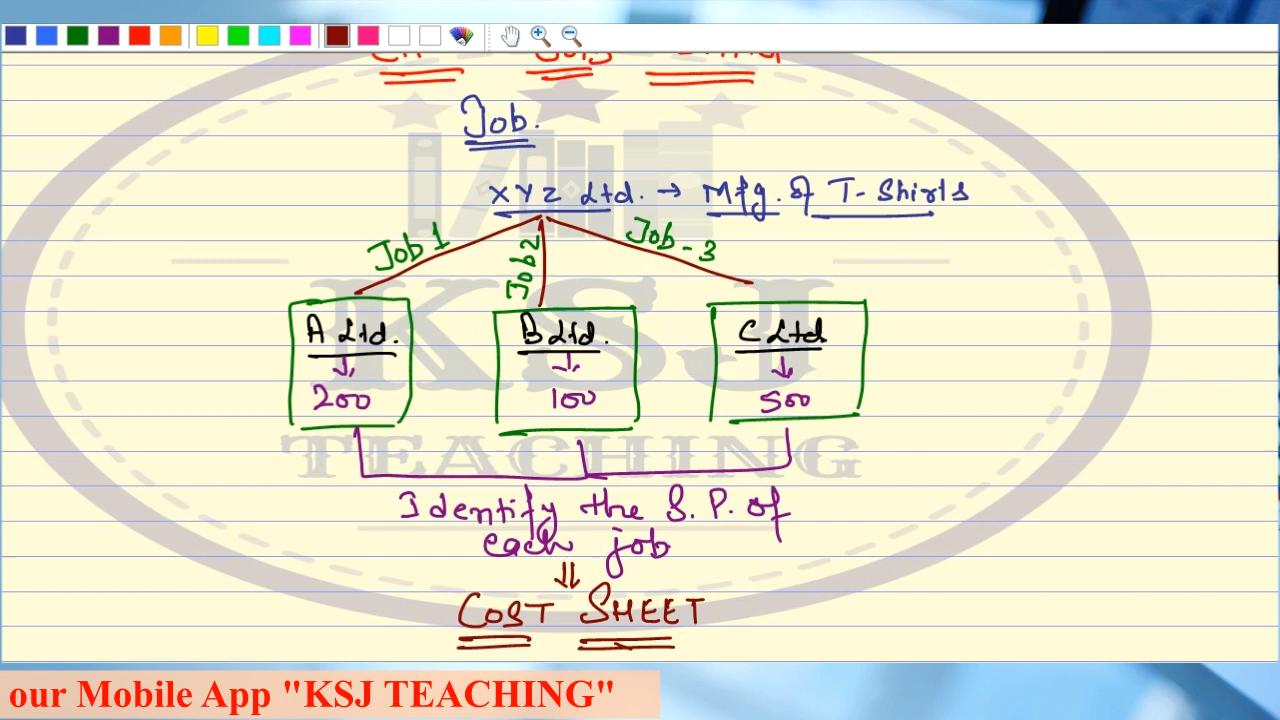 Job.
XYZ Ltd. → Mfg. of T-Shirts
Job 1
Job 2
Job - 3
A Ltd.
B Ltd.
C Ltd
↓
↓
↓
200
100
500
KSJ
TEACHING
Identify the S.P. of
each job
⇓
COST SHEET
our Mobile App "KSJ TEACHING"